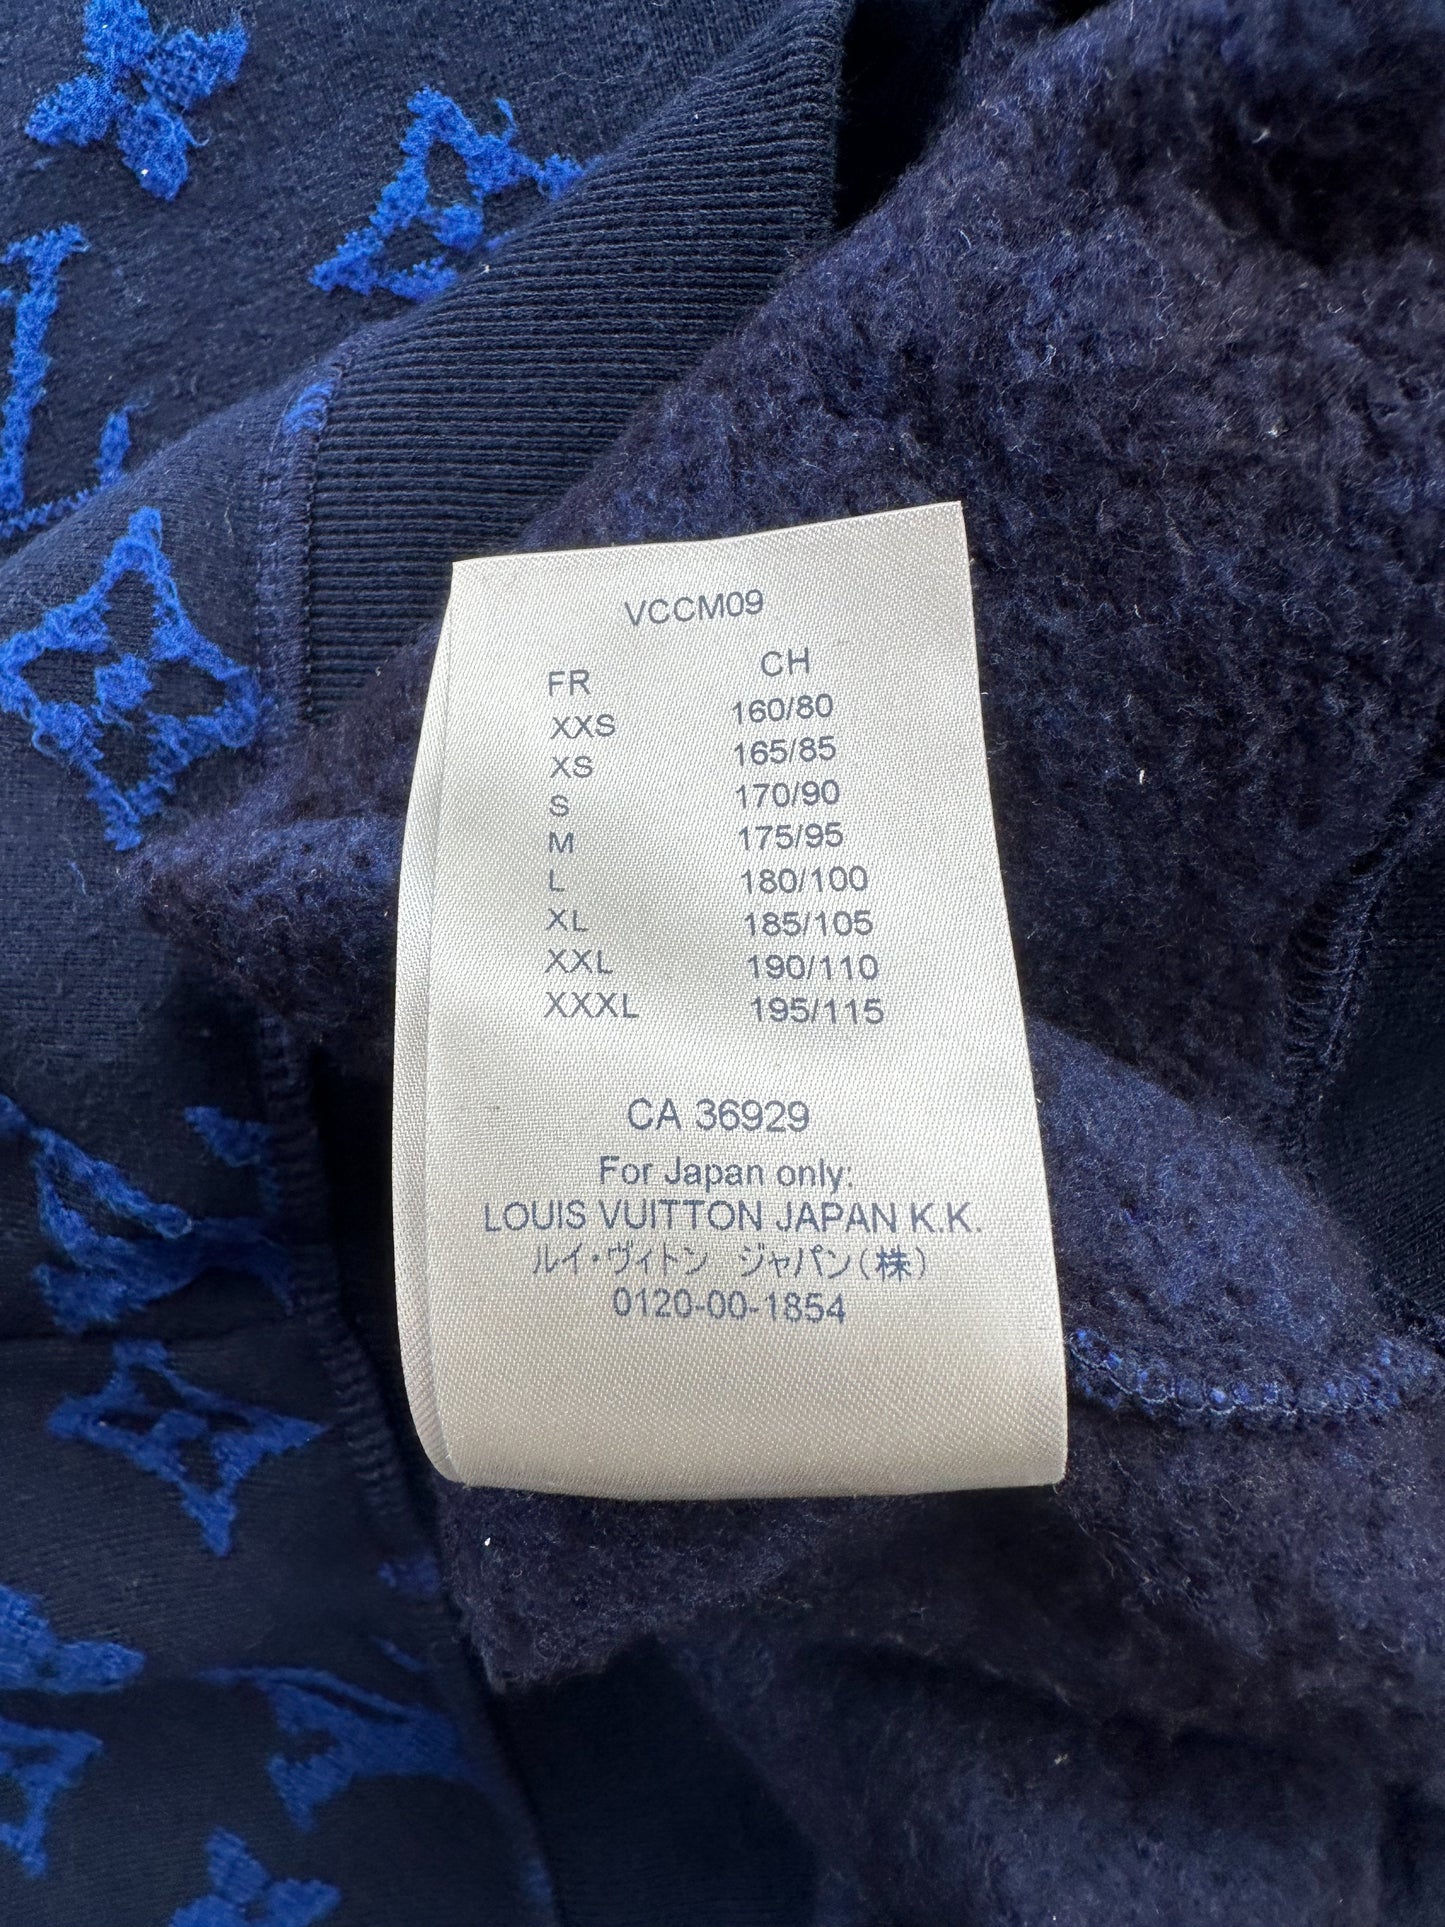 VCCM09
FR CH
XXS 160/80
XS 165/85
S 170/90
M 175/95
L 180/100
XL 185/105
XXL 190/110
XXXL 195/115
CA 36929
For Japan only:
LOUIS VUITTON JAPAN K.K.
ルイ・ヴィトン ジャパン(株)
0120-00-1854